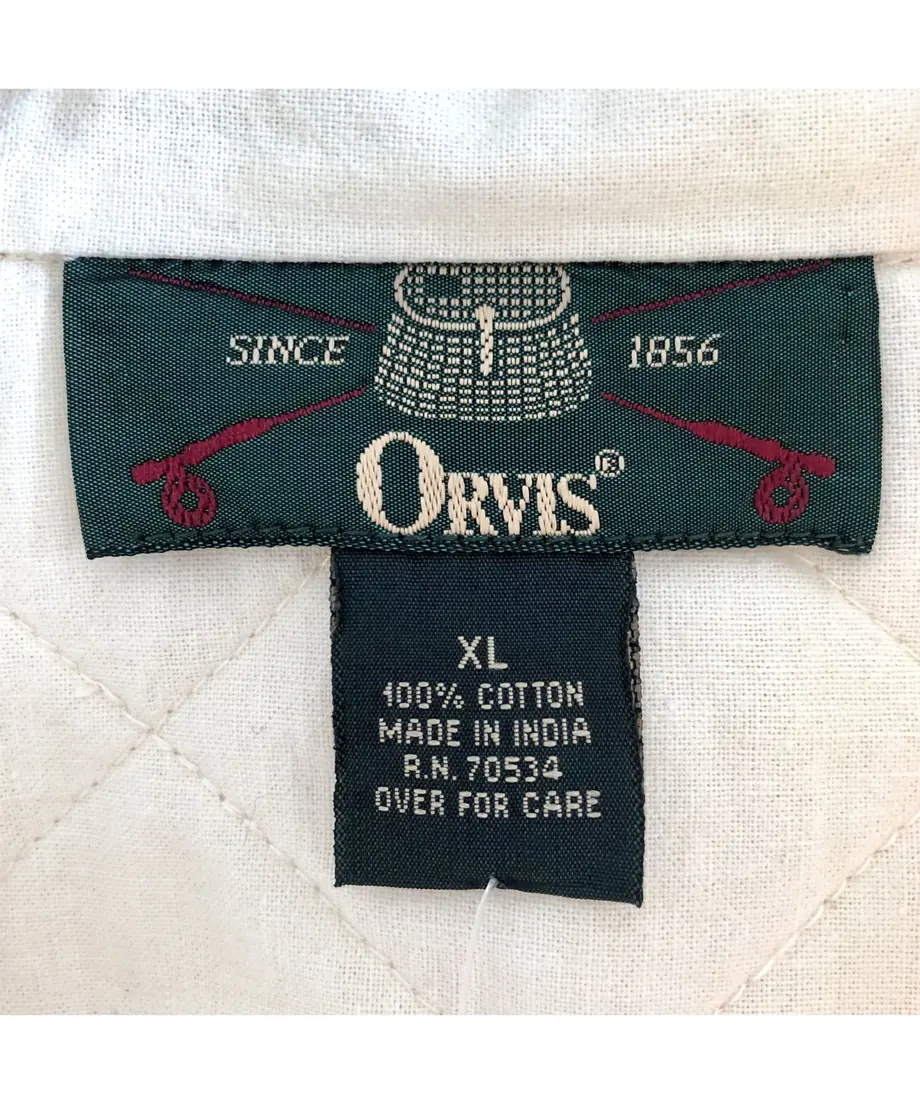 SINCE 1856
ORVIS®
XL
100% COTTON
MADE IN INDIA
R.N. 70534
OVER FOR CARE